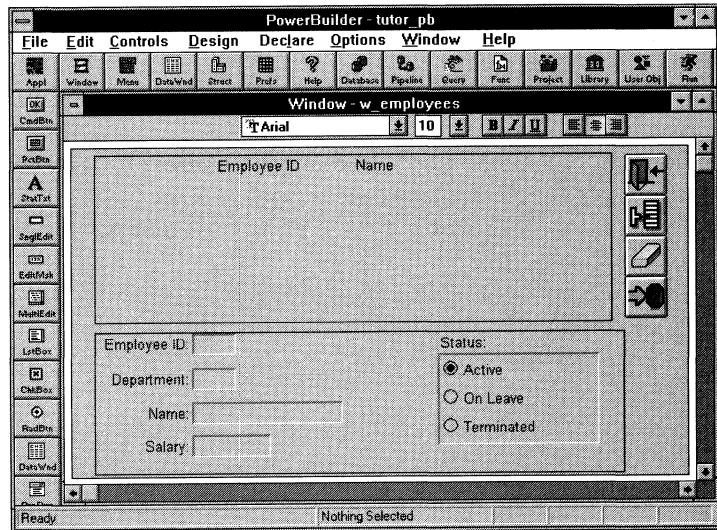 PowerBuilder - tutor_pb
File Edit Controls Design Declare Options Window Help
Appl Window Menu DataWnd Struct Prefs Help Database Pipeline Query Func Project Library User Obj Run
OK
CmdBtn
Window - w_employees
Arial 10 B I U
PctBtn
A
StatTxt
SnglEdit
EditMsk
MultiEdit
LstBox
ChkBox
RadBtn
DataWnd
Employee ID Name
Employee ID:
Department:
Name:
Salary:
Status:
Active
On Leave
Terminated
Ready Nothing Selected